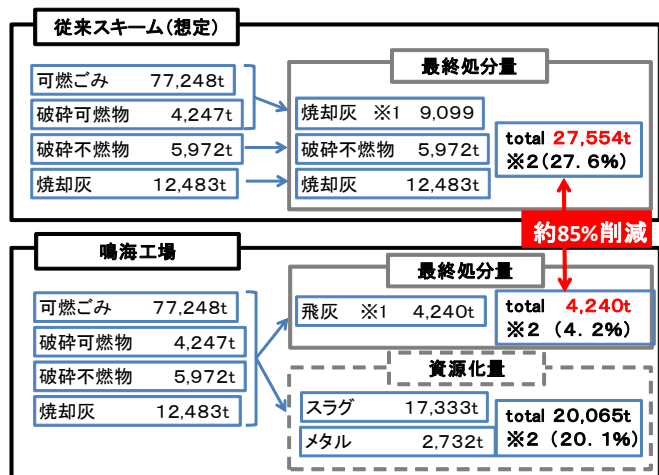 従来スキーム(想定)
最終処分量
可燃ごみ 77,248t
破砕可燃物 4,247t
破砕不燃物 5,972t
焼却灰 12,483t
焼却灰 ※1 9,099
破砕不燃物 5,972t
焼却灰 12,483t
total 27,554t
※2(27.6%)
約85%削減
鳴海工場
最終処分量
可燃ごみ 77,248t
破砕可燃物 4,247t
破砕不燃物 5,972t
焼却灰 12,483t
飛灰 ※1 4,240t
total 4,240t
※2 (4.2%)
資源化量
スラグ 17,333t
メタル 2,732t
total 20,065t
※2 (20.1%)